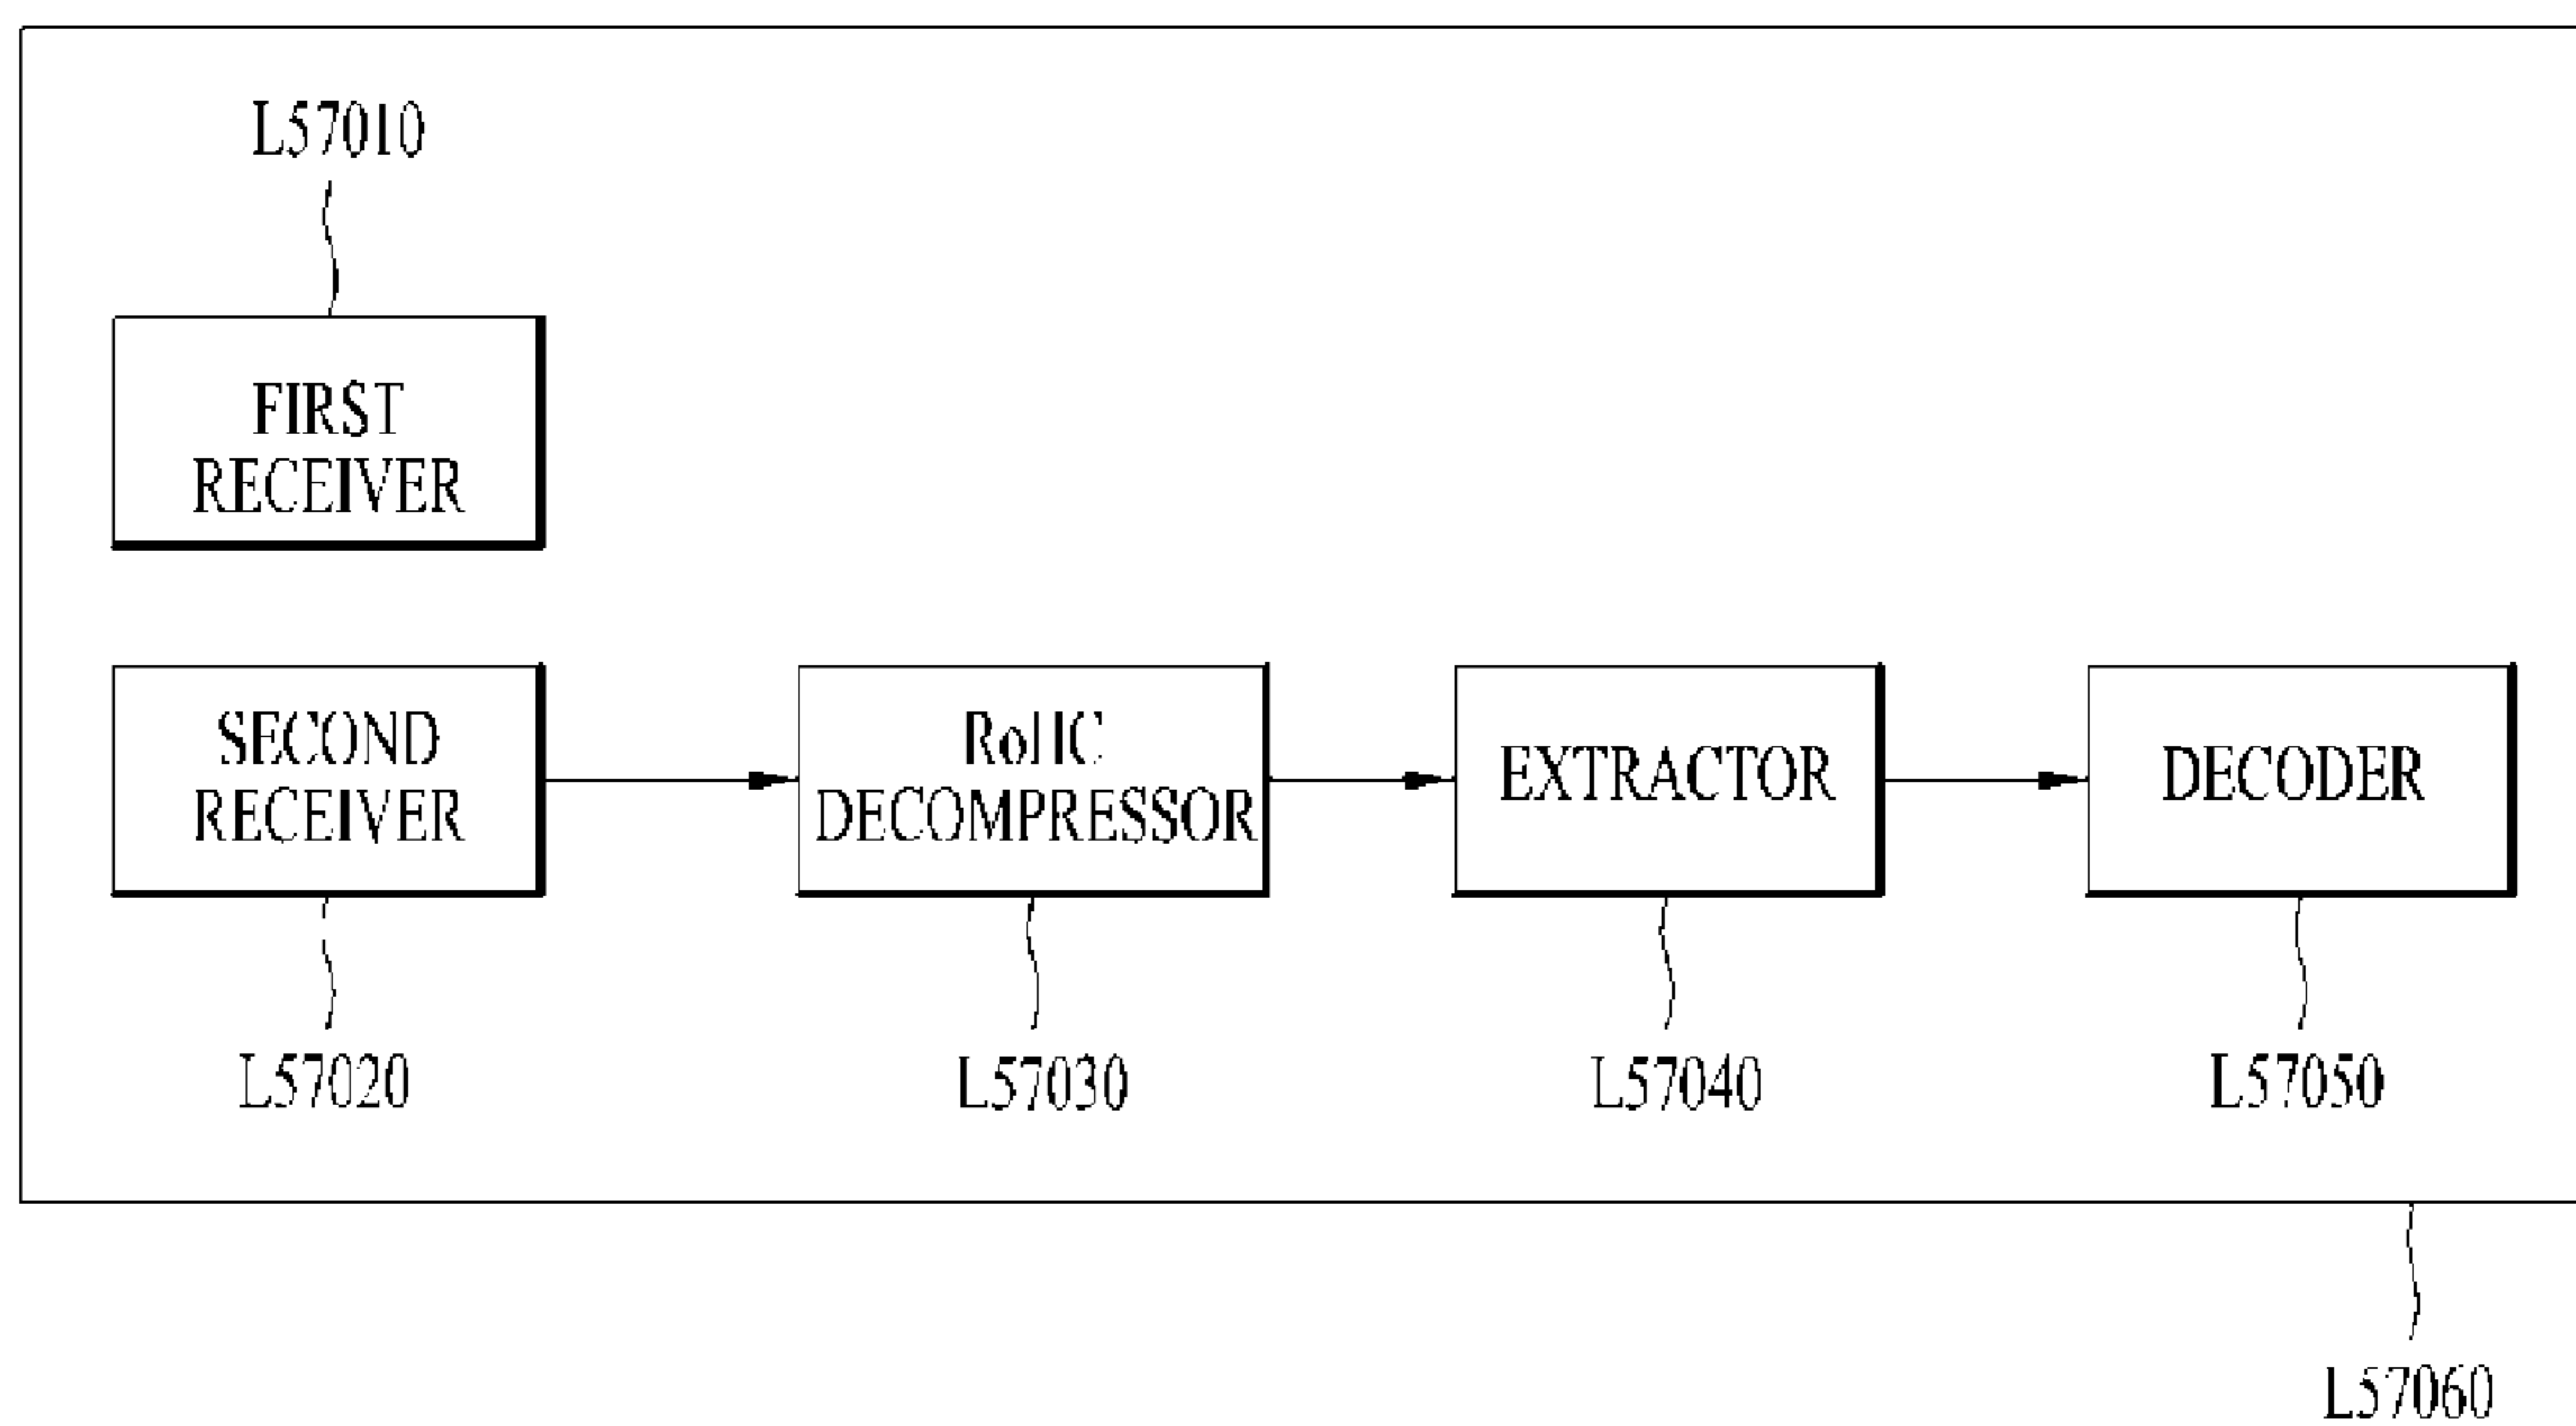 L57010
FIRST
RECEIVER
SECOND
RECEIVER
RoHC
DECOMPRESSOR
EXTRACTOR
DECODER
L57020
L57030
L57040
L57050
L57060